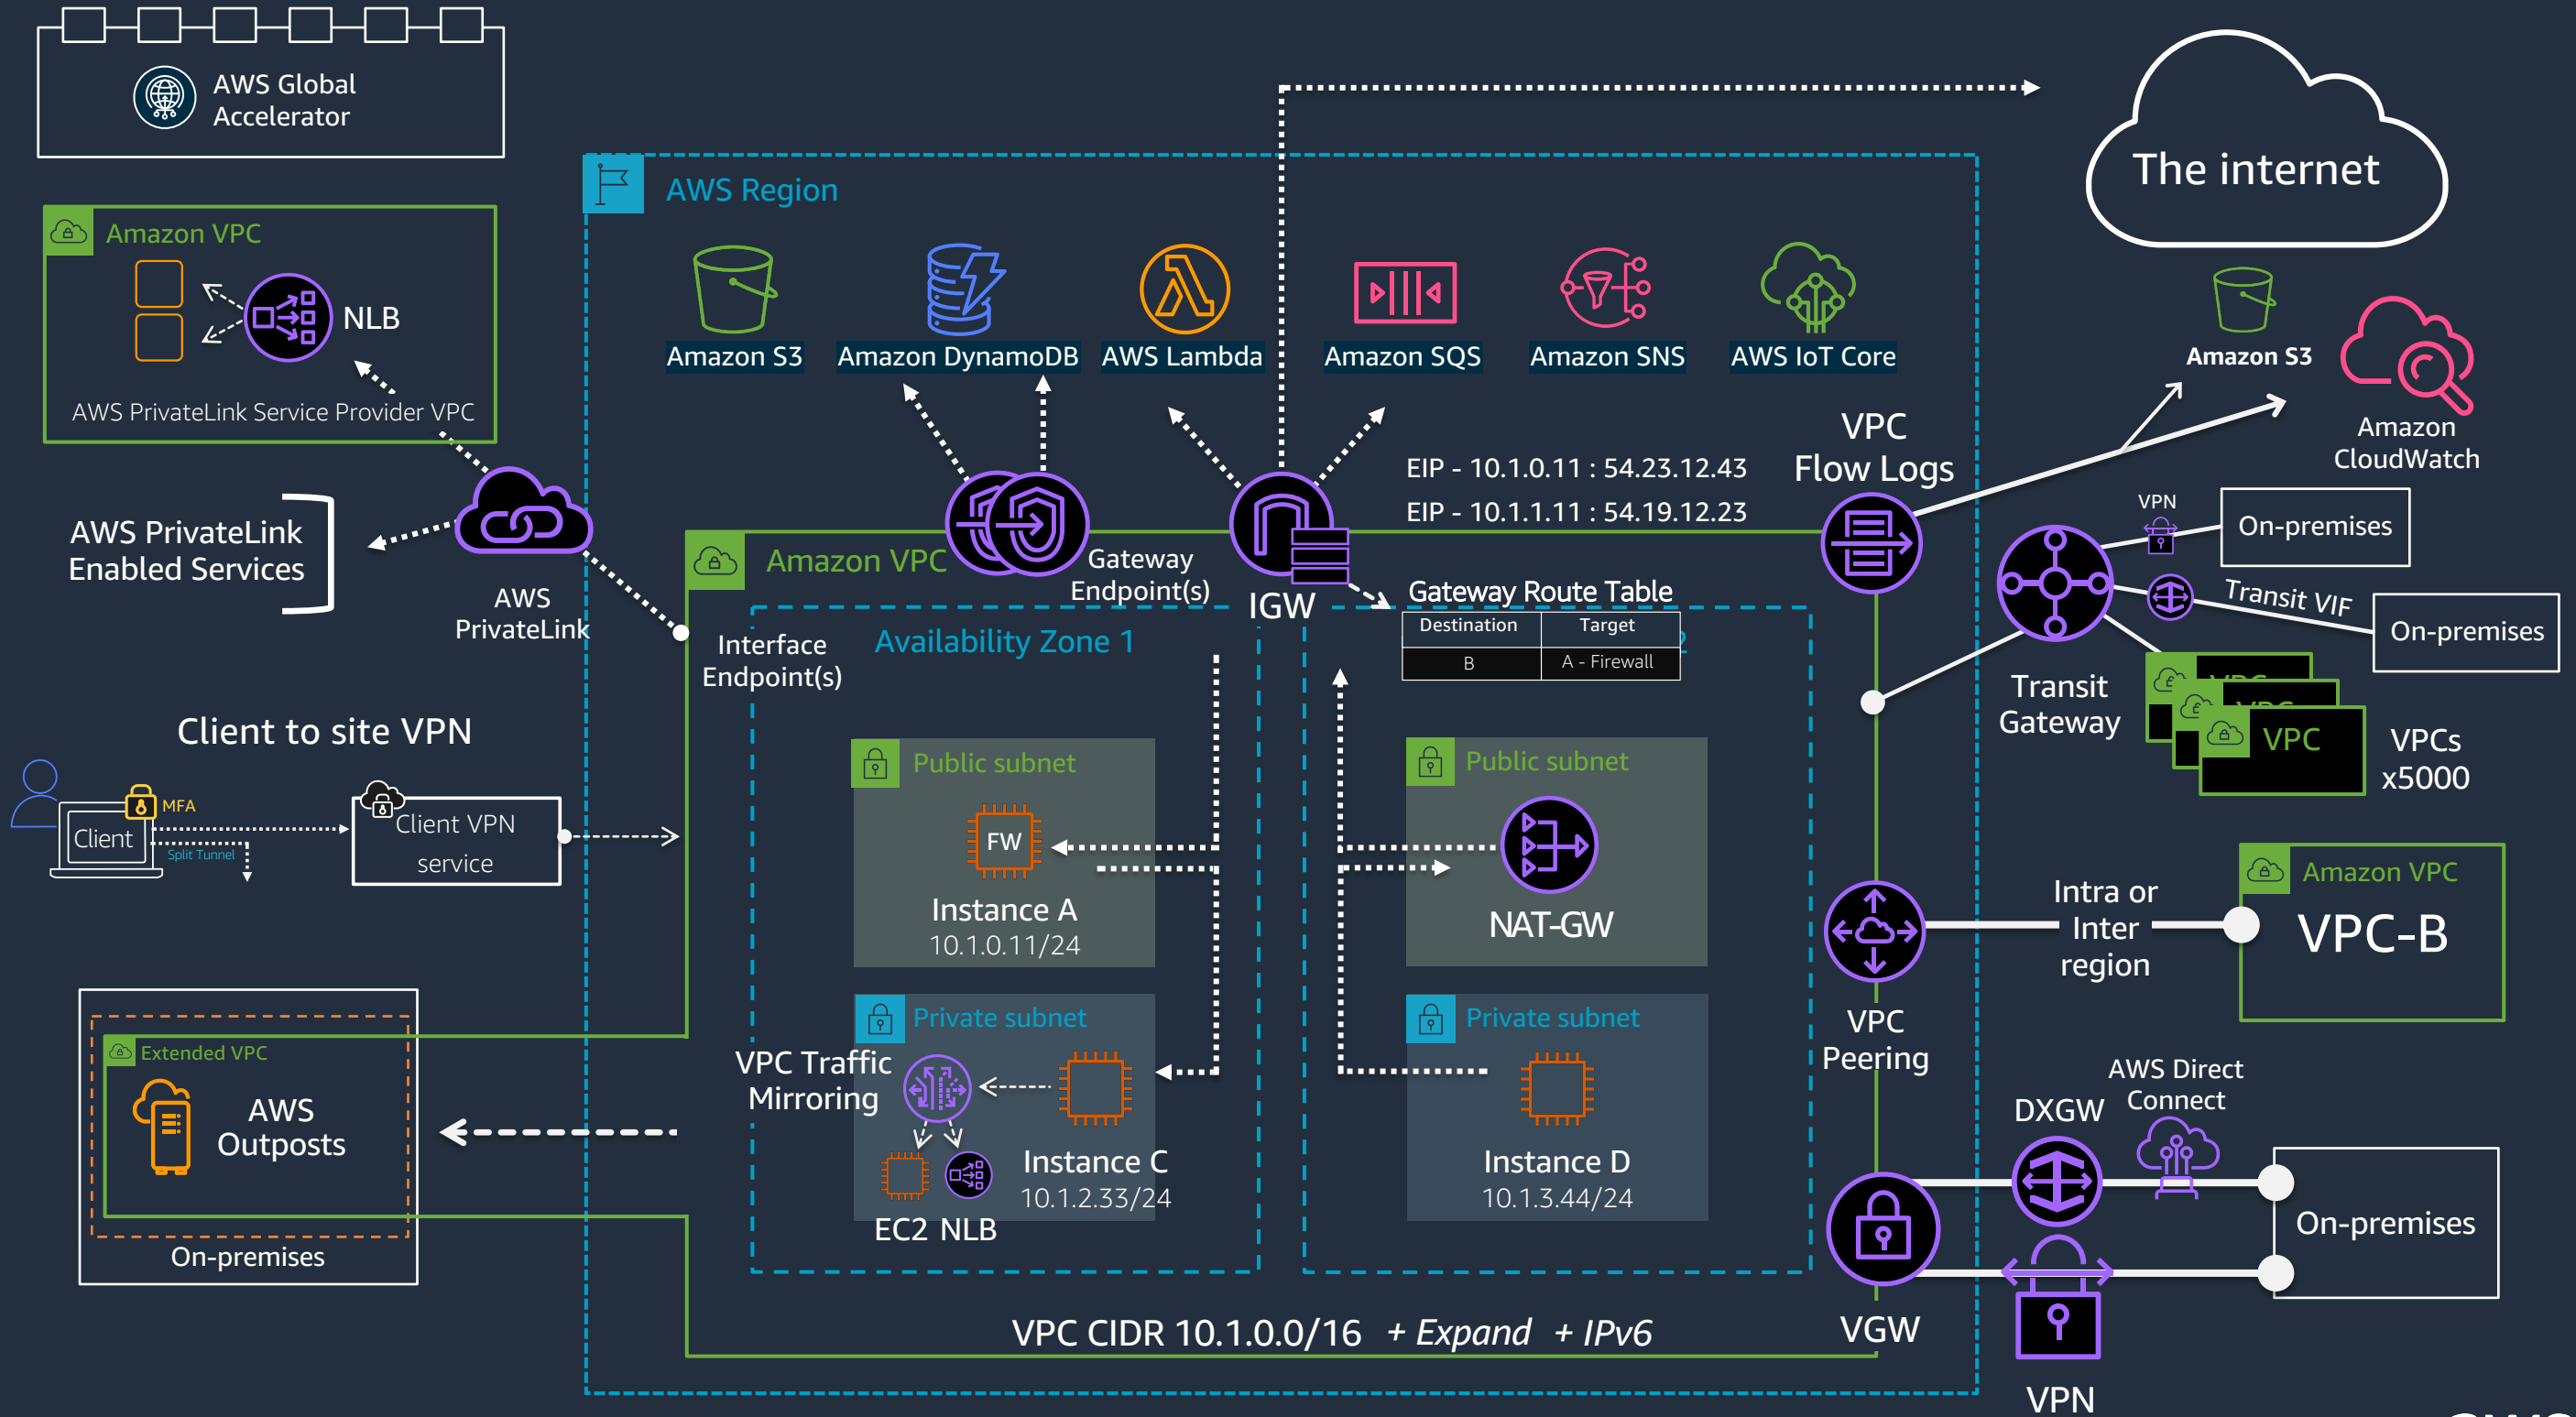 AWS Global
Accelerator
The internet
AWS Region
Amazon VPC
NLB
AWS PrivateLink Service Provider VPC
Amazon S3
Amazon DynamoDB
AWS Lambda
Amazon SQS
Amazon SNS
AWS IoT Core
Amazon S3
Amazon
CloudWatch
VPC
Flow Logs
EIP - 10.1.0.11 : 54.23.12.43
EIP - 10.1.1.11 : 54.19.12.23
AWS PrivateLink
Enabled Services
AWS
PrivateLink
Amazon VPC
Gateway
Endpoint(s)
IGW
Gateway Route Table
Destination
Target
B
A - Firewall
2
VPN
On-premises
Transit VIF
On-premises
Transit
Gateway
VPC
VPC
VPC
VPCs
x5000
Interface
Endpoint(s)
Availability Zone 1
Client to site VPN
MFA
Client
Split Tunnel
Client VPN
service
Public subnet
FW
Instance A
10.1.0.11/24
Public subnet
NAT-GW
Intra or
Inter
region
Amazon VPC
VPC-B
VPC
Peering
Extended VPC
AWS
Outposts
On-premises
Private subnet
VPC Traffic
Mirroring
Instance C
10.1.2.33/24
EC2
NLB
Private subnet
Instance D
10.1.3.44/24
AWS Direct
Connect
DXGW
On-premises
VPC CIDR 10.1.0.0/16 + Expand + IPv6
VGW
VPN